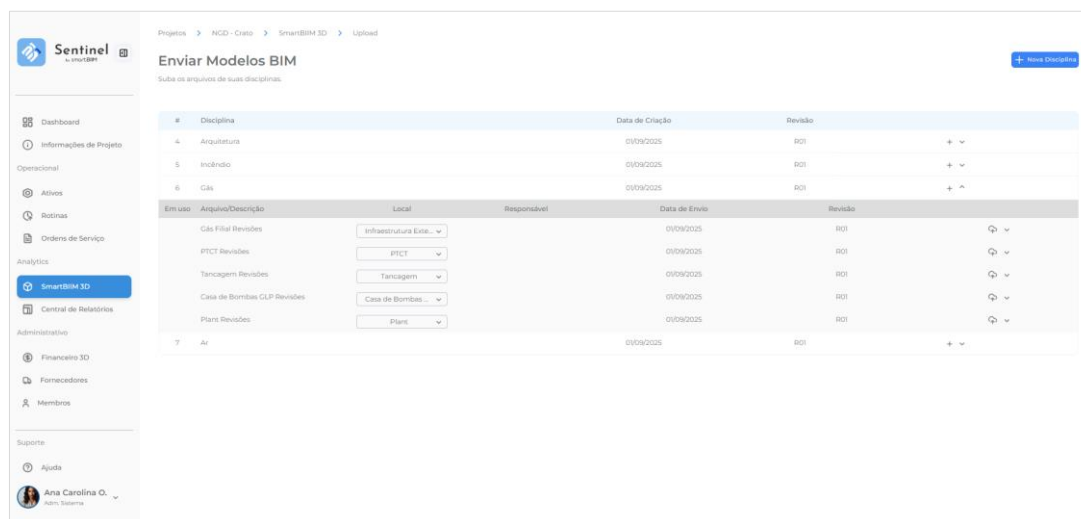 Sentinel
by smartBIM
Projetos > NGD - Crato > SmartBIIM 3D > Upload
Enviar Modelos BIM
Suba os arquivos de suas disciplinas.
+ Nova Disciplina
Dashboard
Informações de Projeto
Operacional
Ativos
Rotinas
Ordens de Serviço
Analytics
SmartBIIM 3D
Central de Relatórios
Administrativo
Financeiro 3D
Fornecedores
Membros
Suporte
Ajuda
Ana Carolina O.
Adm. Sistema
# Disciplina Data de Criação Revisão
4 Arquitetura 01/09/2025 R01
5 Incêndio 01/09/2025 R01
6 Gás 01/09/2025 R01
Em uso Arquivo/Descrição Local Responsável Data de Envio Revisão
Gás Filial Revisões Infraestrutura Exte... 01/09/2025 R01
PTCT Revisões PTCT 01/09/2025 R01
Tancagem Revisões Tancagem 01/09/2025 R01
Casa de Bombas GLP Revisões Casa de Bombas ... 01/09/2025 R01
Plant Revisões Plant 01/09/2025 R01
7 Ar 01/09/2025 R01